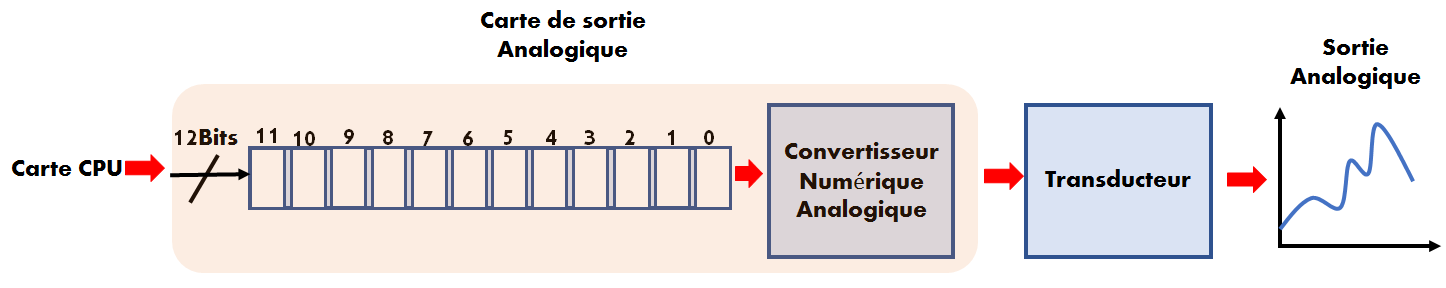 Carte de sortie
Analogique
Sortie
Analogique
12Bits
11 10 9 8 7 6 5 4 3 2 1 0
Carte CPU
Convertisseur
Numérique
Analogique
Transducteur